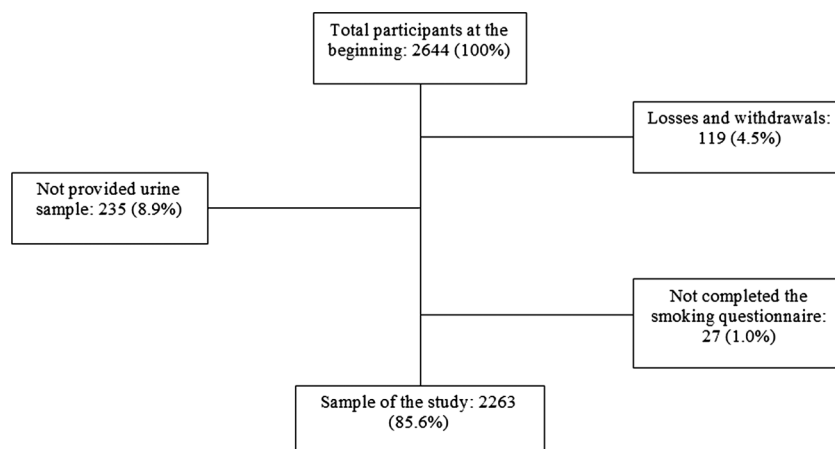 Total participants at the
beginning: 2644 (100%)
Losses and withdrawals:
119 (4.5%)
Not provided urine
sample: 235 (8.9%)
Not completed the
smoking questionnaire:
27 (1.0%)
Sample of the study: 2263
(85.6%)